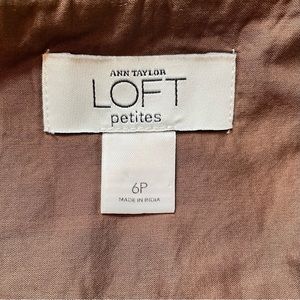 ANN TAYLOR
LOFT
petites
6P
MADE IN INDIA